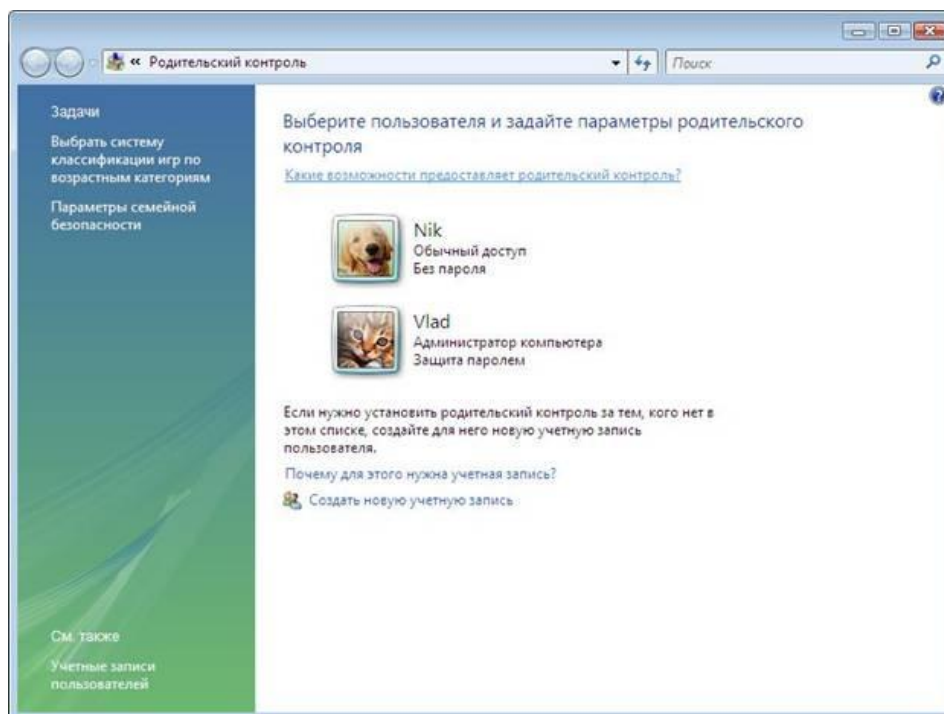 « Родительский контроль
Поиск
Задачи
Выбрать систему
классификации игр по
возрастным категориям
Параметры семейной
безопасности
Выберите пользователя и задайте параметры родительского
контроля
Какие возможности предоставляет родительский контроль?
Nik
Обычный доступ
Без пароля
Vlad
Администратор компьютера
Защита паролем
Если нужно установить родительский контроль за тем, кого нет в
этом списке, создайте для него новую учетную запись
пользователя.
Почему для этого нужна учетная запись?
Создать новую учетную запись
См. также
Учетные записи
пользователей